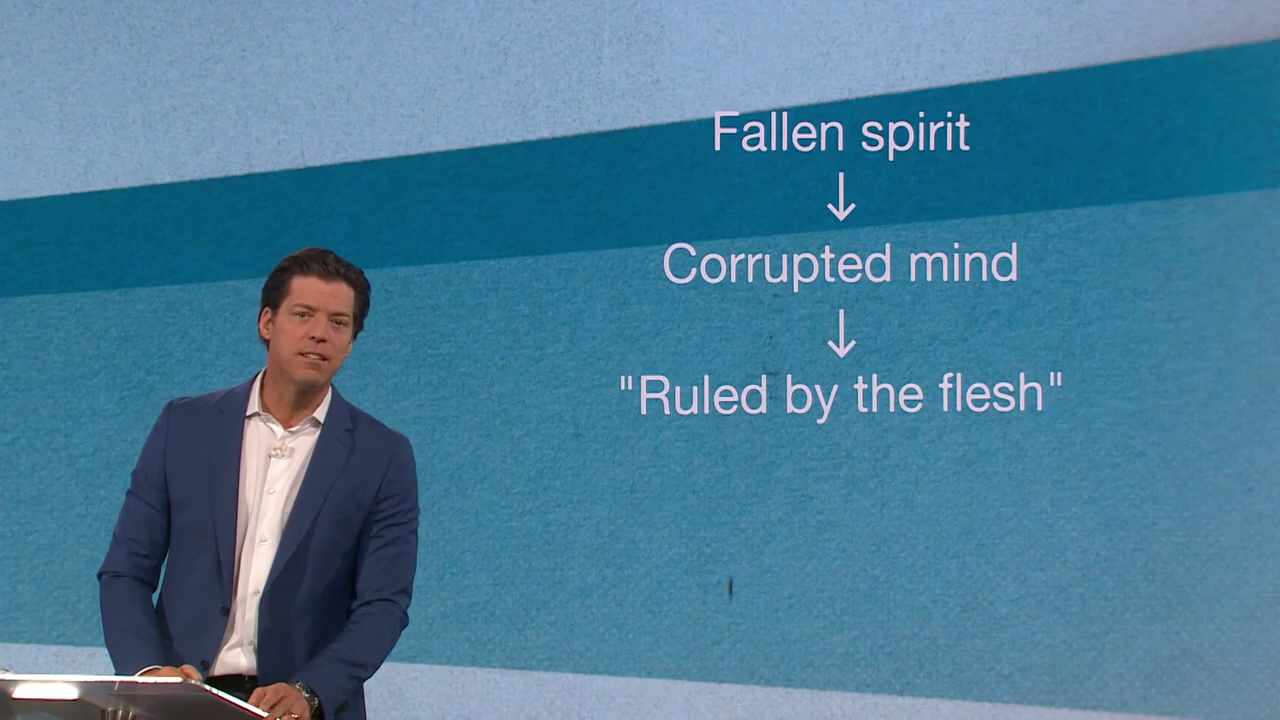 Fallen spirit
↓
Corrupted mind
↓
"Ruled by the flesh"